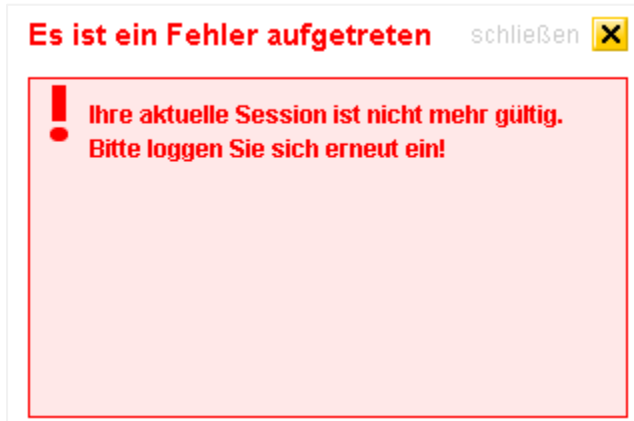 Es ist ein Fehler aufgetreten schließen
Ihre aktuelle Session ist nicht mehr gültig.
Bitte loggen Sie sich erneut ein!